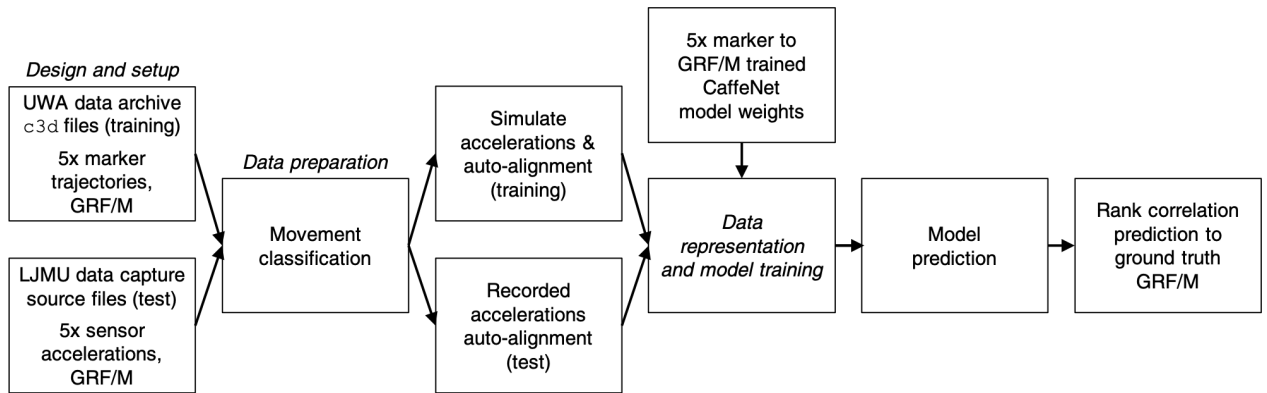 Design and setup
UWA data archive
c3d files (training)
5x marker
trajectories,
GRF/M
LJMU data capture
source files (test)
5x sensor
accelerations,
GRF/M
Data preparation
Movement
classification
Simulate
accelerations &
auto-alignment
(training)
Recorded
accelerations
auto-alignment
(test)
5x marker to
GRF/M trained
CaffeNet
model weights
Data
representation
and model training
Model
prediction
Rank correlation
prediction to
ground truth
GRF/M